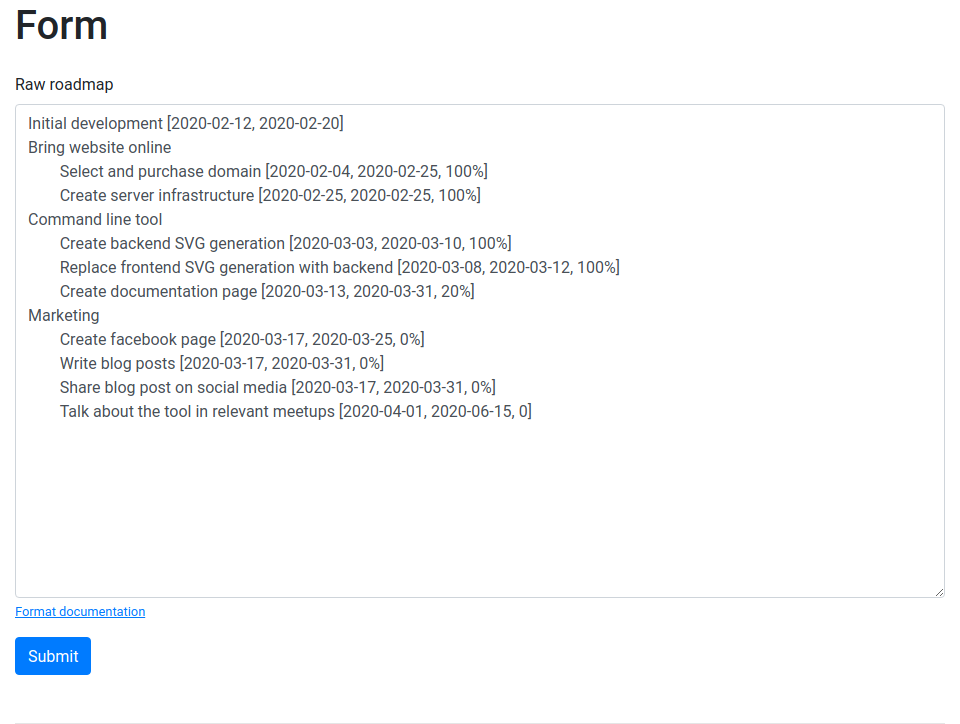 Form
Raw roadmap
Initial development [2020-02-12, 2020-02-20]
Bring website online
Select and purchase domain [2020-02-04, 2020-02-25, 100%]
Create server infrastructure [2020-02-25, 2020-02-25, 100%]
Command line tool
Create backend SVG generation [2020-03-03, 2020-03-10, 100%]
Replace frontend SVG generation with backend [2020-03-08, 2020-03-12, 100%]
Create documentation page [2020-03-13, 2020-03-31, 20%]
Marketing
Create facebook page [2020-03-17, 2020-03-25, 0%]
Write blog posts [2020-03-17, 2020-03-31, 0%]
Share blog post on social media [2020-03-17, 2020-03-31, 0%]
Talk about the tool in relevant meetups [2020-04-01, 2020-06-15, 0]
Format documentation
Submit